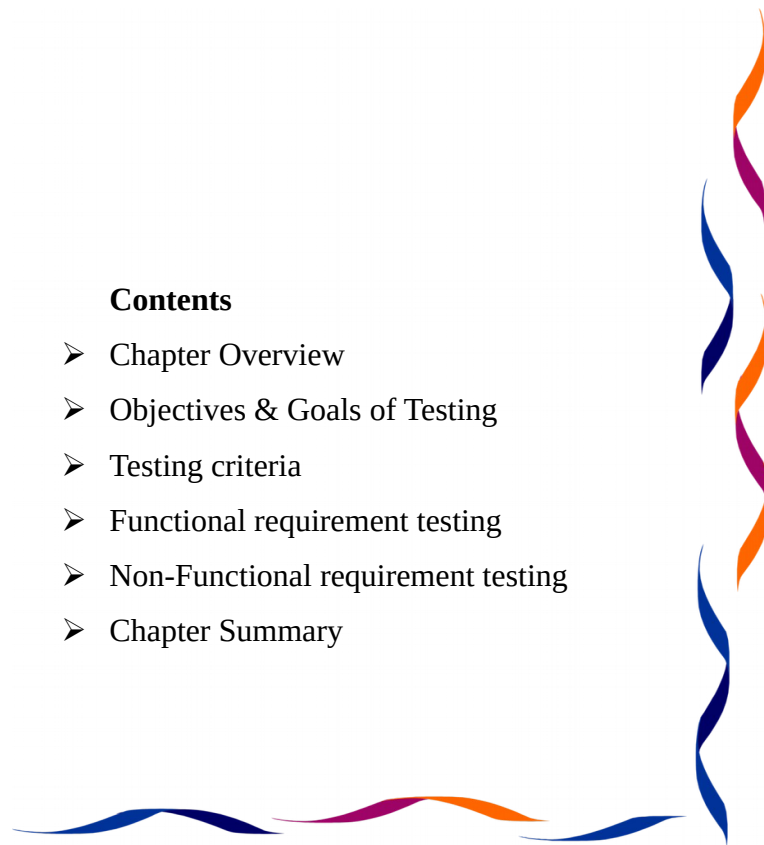 Contents
➢ Chapter Overview
➢ Objectives & Goals of Testing
➢ Testing criteria
➢ Functional requirement testing
➢ Non-Functional requirement testing
➢ Chapter Summary